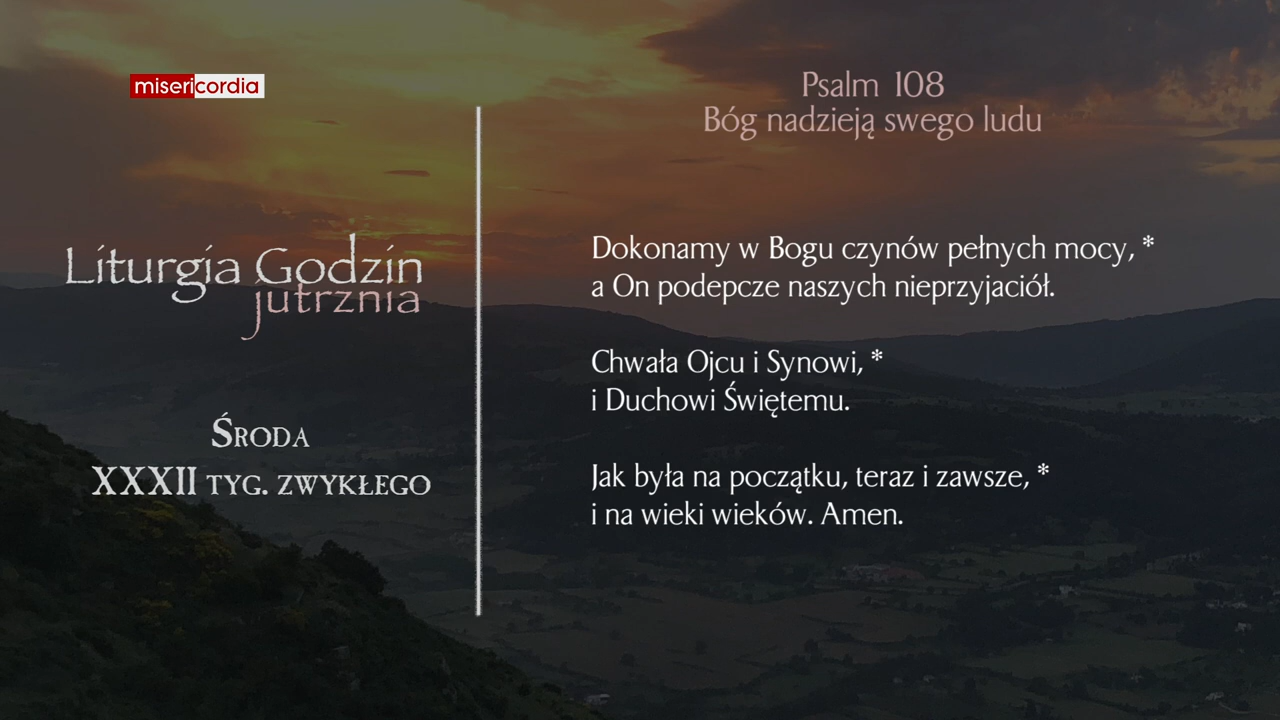 misericordia
Liturgia Godzin
jutrznia
Środa
XXXII tyg. zwykłego
Psalm 108
Bóg nadzieją swego ludu
Dokonamy w Bogu czynów pełnych mocy, *
a On podepcze naszych nieprzyjaciół.
Chwała Ojcu i Synowi, *
i Duchowi Świętemu.
Jak była na początku, teraz i zawsze, *
i na wieki wieków. Amen.